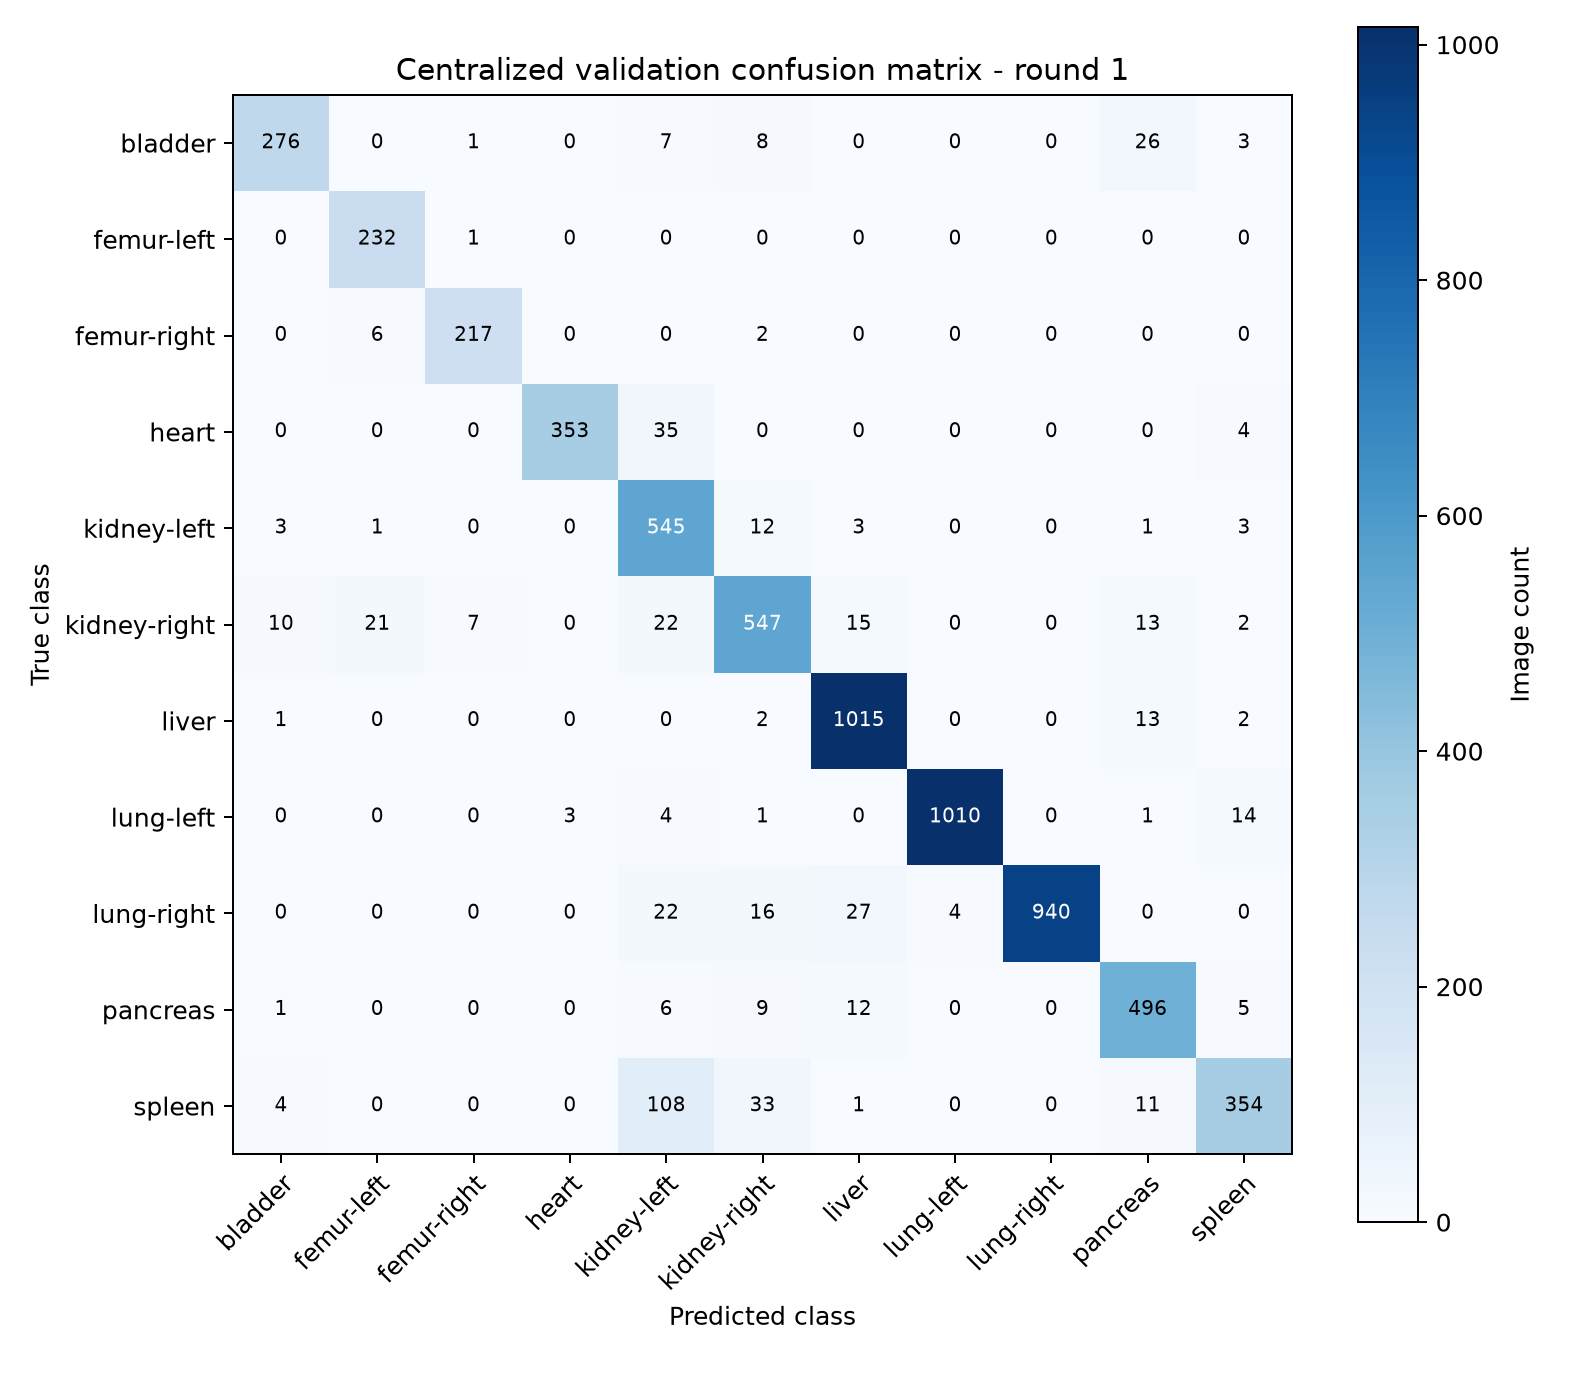 Centralized validation confusion matrix - round 1
bladder 276 0 1 0 7 8 0 0 0 26 3
femur-left 0 232 1 0 0 0 0 0 0 0 0
femur-right 0 6 217 0 0 2 0 0 0 0 0
heart 0 0 0 353 35 0 0 0 0 0 4
kidney-left 3 1 0 0 545 12 3 0 0 1 3
kidney-right 10 21 7 0 22 547 15 0 0 13 2
liver 1 0 0 0 0 2 1015 0 0 13 2
lung-left 0 0 0 3 4 1 0 1010 0 1 14
lung-right 0 0 0 0 22 16 27 4 940 0 0
pancreas 1 0 0 0 6 9 12 0 0 496 5
spleen 4 0 0 0 108 33 1 0 0 11 354
True class
bladder femur-left femur-right heart kidney-left kidney-right liver lung-left lung-right pancreas spleen
Predicted class
1000
800
600
400
200
0
Image count